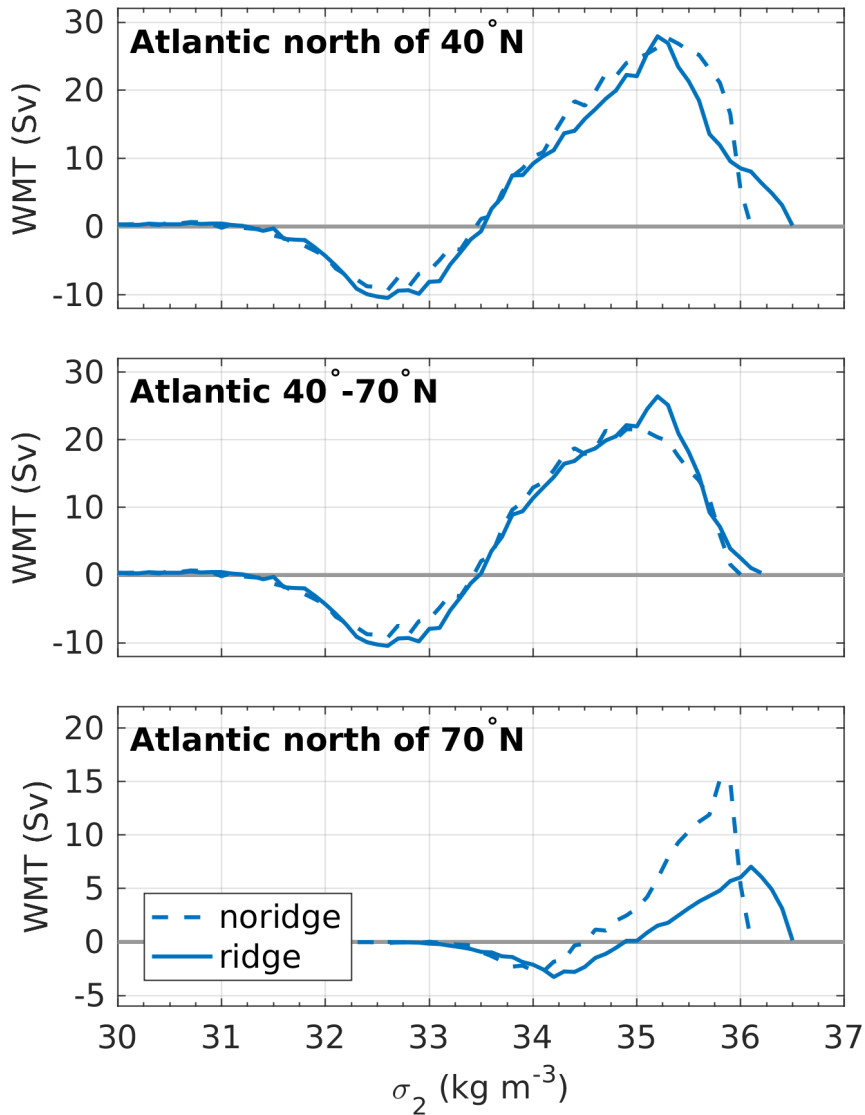 Atlantic north of 40°N
WMT (Sv)
30
20
10
0
-10
Atlantic 40°-70°N
WMT (Sv)
30
20
10
0
-10
Atlantic north of 70°N
WMT (Sv)
20
15
10
5
0
-5
noridge
ridge
30 31 32 33 34 35 36 37
σ₂ (kg m⁻³)